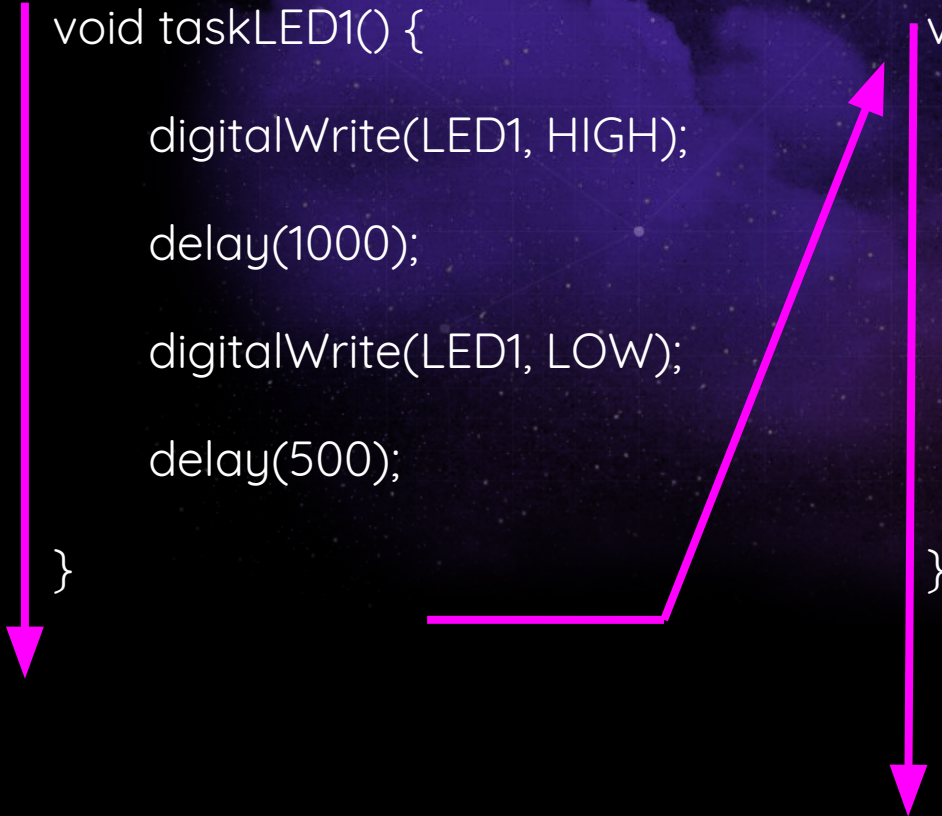 void taskLED1() {
digitalWrite(LED1, HIGH);
delay(1000);
digitalWrite(LED1, LOW);
delay(500);
}
}